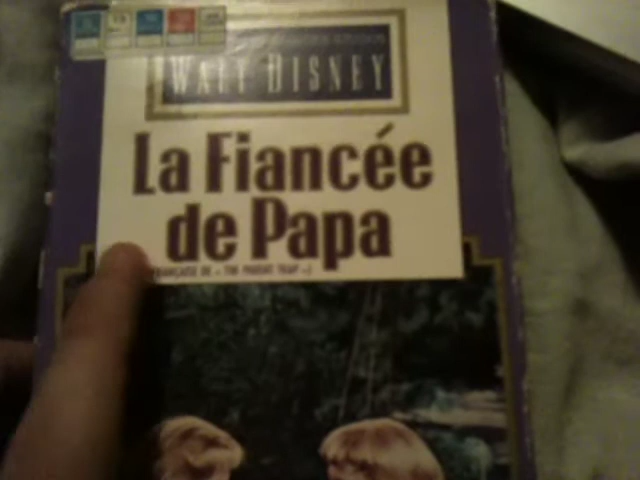 WALT DISNEY
La Fiancée
de Papa
FRANÇAISE DE « THE PARENT TRAP »)